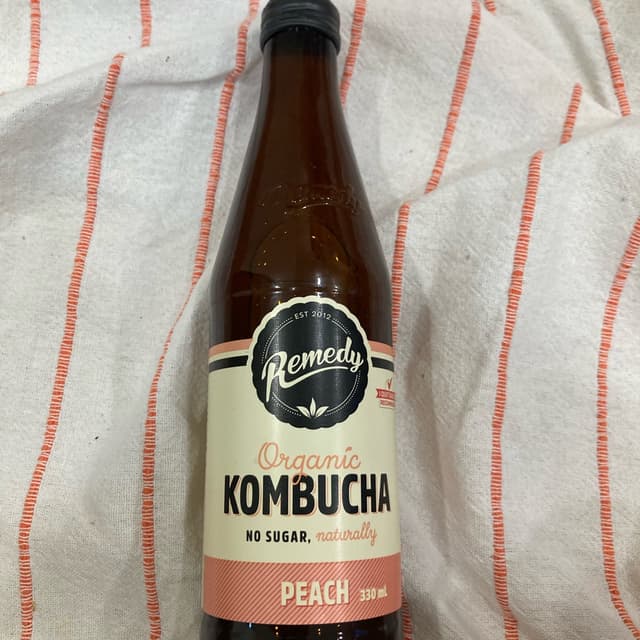 EST 2012
Remedy
Organic
KOMBUCHA
NO SUGAR, naturally
PEACH 330 mL